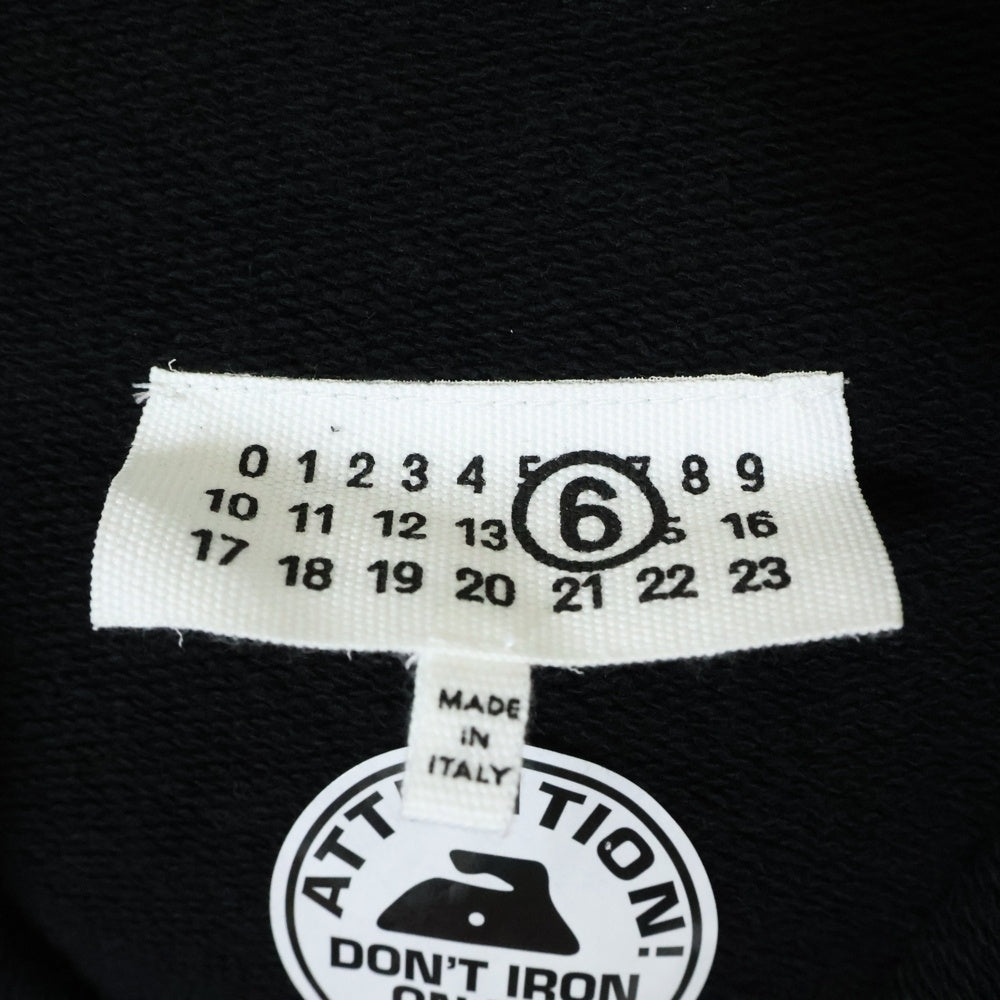 0 1 2 3 4 5 6 7 8 9
10 11 12 13 15 16
17 18 19 20 21 22 23
MADE
IN
ITALY
ATTENTION!
DON'T IRON